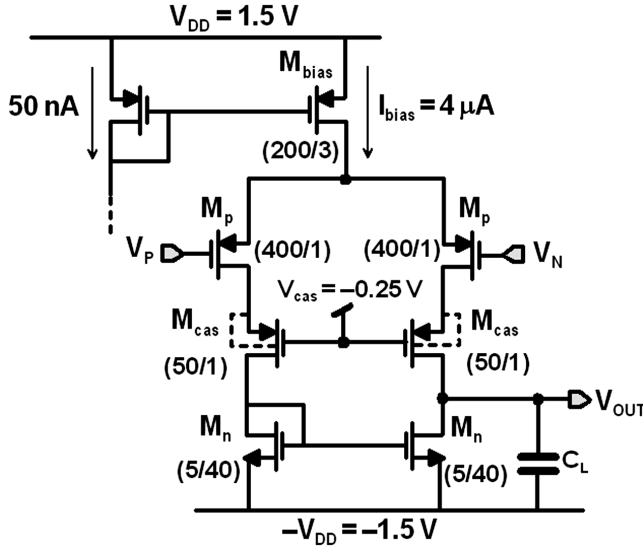 V_DD = 1.5 V
M_bias
50 nA
I_bias = 4 μA
(200/3)
M_p
M_p
V_P
(400/1)
(400/1)
V_N
V_cas = −0.25 V
M_cas
M_cas
(50/1)
(50/1)
V_OUT
M_n
M_n
C_L
(5/40)
(5/40)
−V_DD = −1.5 V